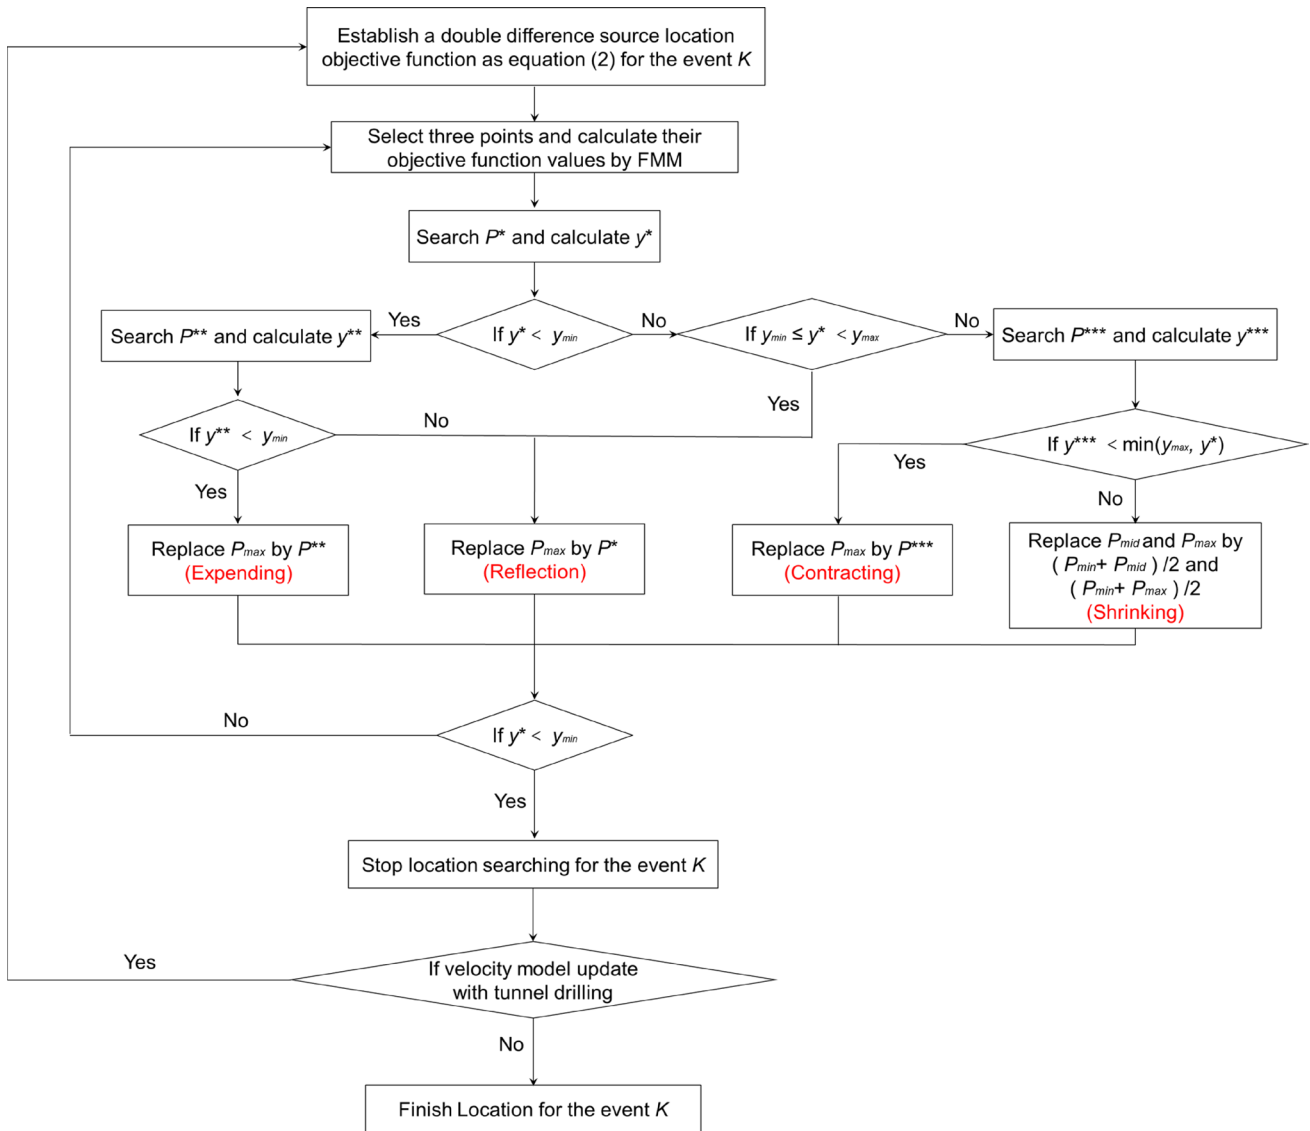 Establish a double difference source location
objective function as equation (2) for the event K
Select three points and calculate their
objective function values by FMM
Search P* and calculate y*
Search P** and calculate y**
Yes
If y* < ymin
No
If ymin ≤ y* < ymax
No
Search P*** and calculate y***
Yes
If y** < ymin
No
If y*** < min(ymax, y*)
Yes
Yes
No
Replace Pmax by P**
(Expending)
Replace Pmax by P*
(Reflection)
Replace Pmax by P***
(Contracting)
Replace Pmid and Pmax by
( Pmin+ Pmid ) /2 and
( Pmin+ Pmax ) /2
(Shrinking)
No
If y* < ymin
Yes
Stop location searching for the event K
Yes
If velocity model update
with tunnel drilling
No
Finish Location for the event K